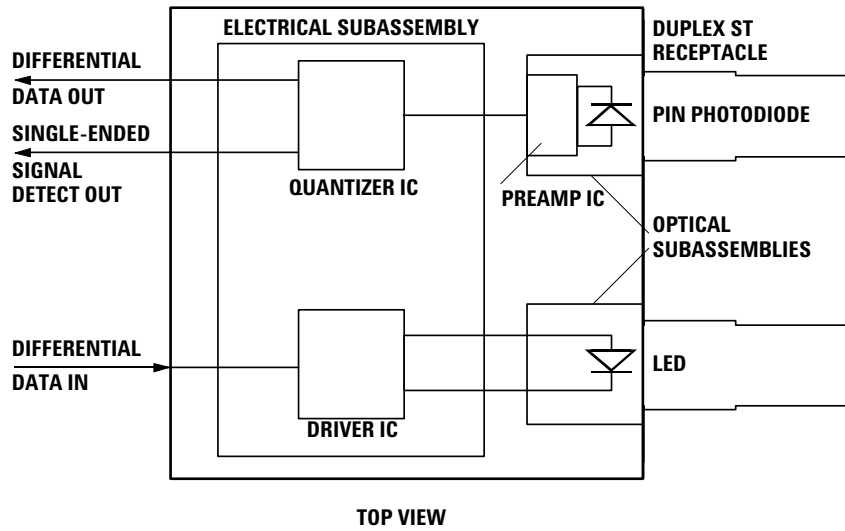 ELECTRICAL SUBASSEMBLY
DUPLEX ST
RECEPTACLE
DIFFERENTIAL
DATA OUT
SINGLE-ENDED
SIGNAL
DETECT OUT
QUANTIZER IC
PREAMP IC
PIN PHOTODIODE
OPTICAL
SUBASSEMBLIES
DIFFERENTIAL
DATA IN
DRIVER IC
LED
TOP VIEW